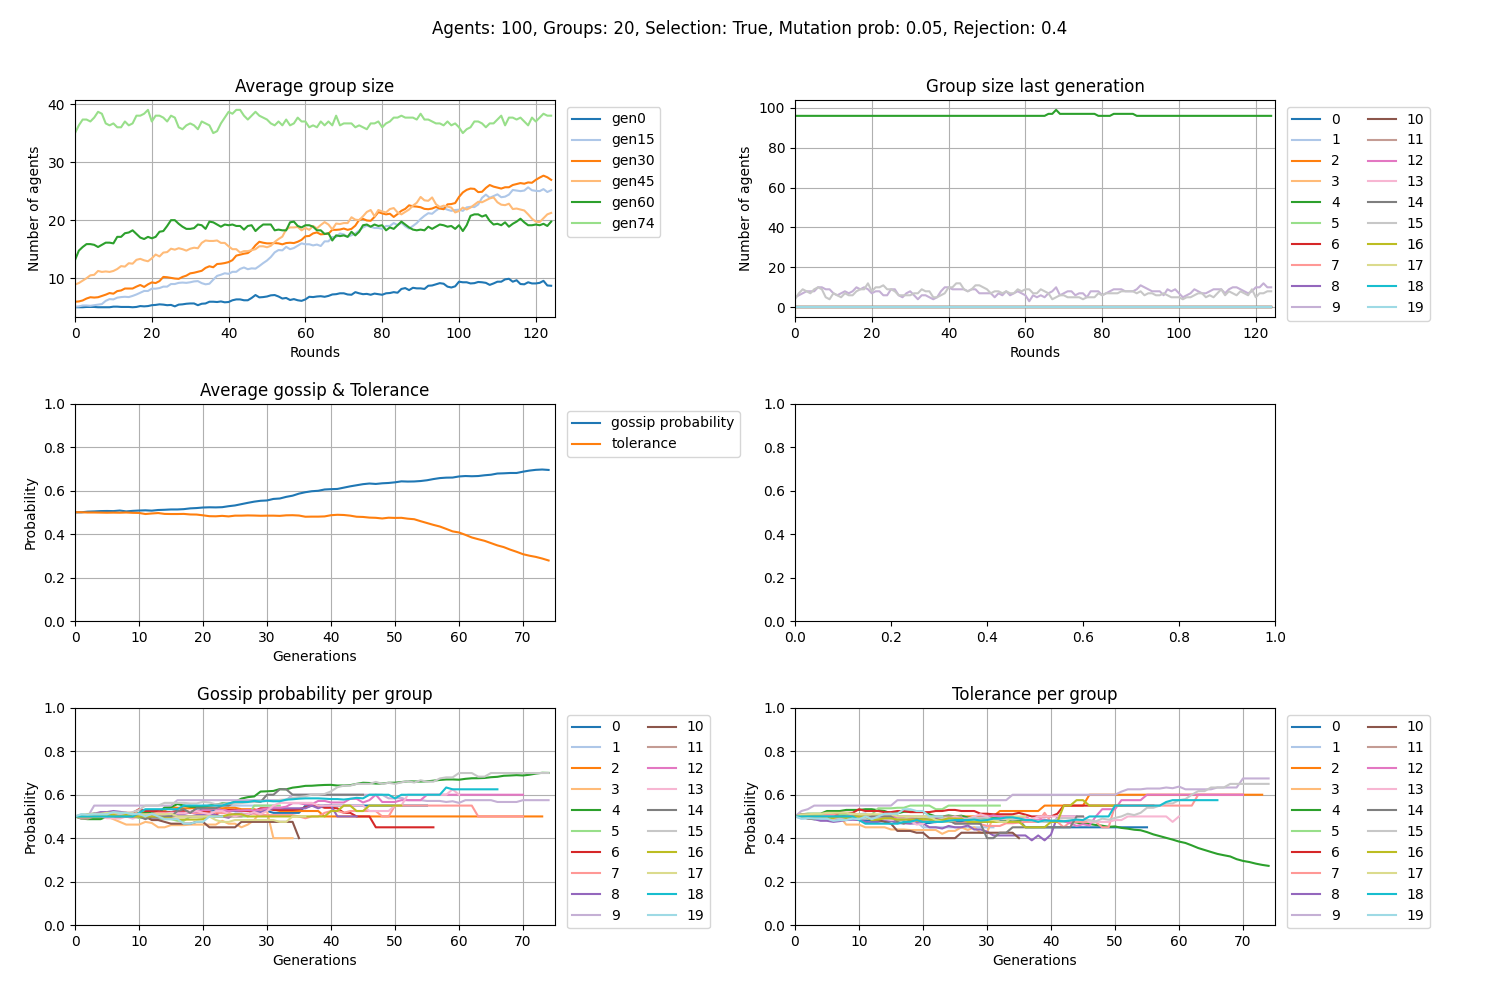 Agents: 100, Groups: 20, Selection: True, Mutation prob: 0.05, Rejection: 0.4
Average group size
Number of agents
40
30
20
10
0 20 40 60 80 100 120
Rounds
gen0
gen15
gen30
gen45
gen60
gen74
Group size last generation
Number of agents
100
80
60
40
20
0
0 20 40 60 80 100 120
Rounds
0 10
1 11
2 12
3 13
4 14
5 15
6 16
7 17
8 18
9 19
Average gossip & Tolerance
Probability
1.0
0.8
0.6
0.4
0.2
0.0
0 10 20 30 40 50 60 70
Generations
gossip probability
tolerance
1.0
0.8
0.6
0.4
0.2
0.0
0.0 0.2 0.4 0.6 0.8 1.0
Gossip probability per group
Probability
1.0
0.8
0.6
0.4
0.2
0.0
0 10 20 30 40 50 60 70
Generations
0 10
1 11
2 12
3 13
4 14
5 15
6 16
7 17
8 18
9 19
Tolerance per group
Probability
1.0
0.8
0.6
0.4
0.2
0.0
0 10 20 30 40 50 60 70
Generations
0 10
1 11
2 12
3 13
4 14
5 15
6 16
7 17
8 18
9 19